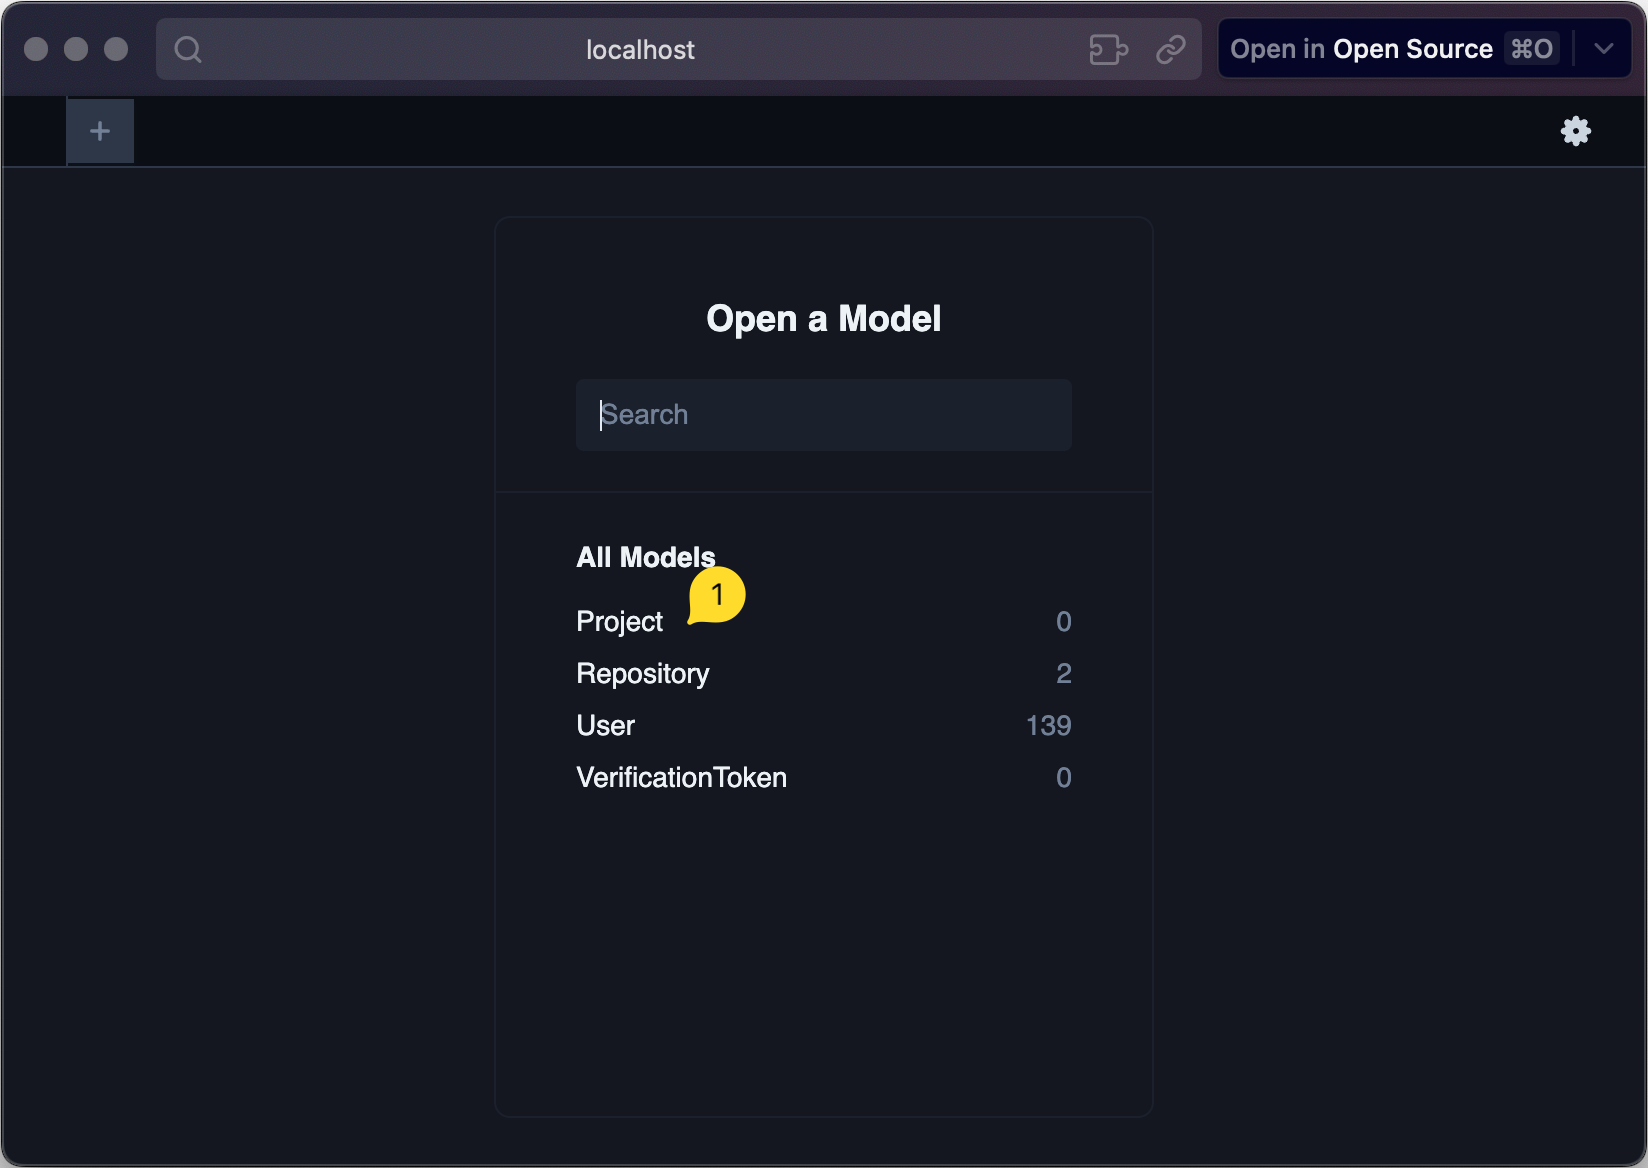 localhost
Open in Open Source ⌘O
+
Open a Model
Search
All Models
1
Project 0
Repository 2
User 139
VerificationToken 0